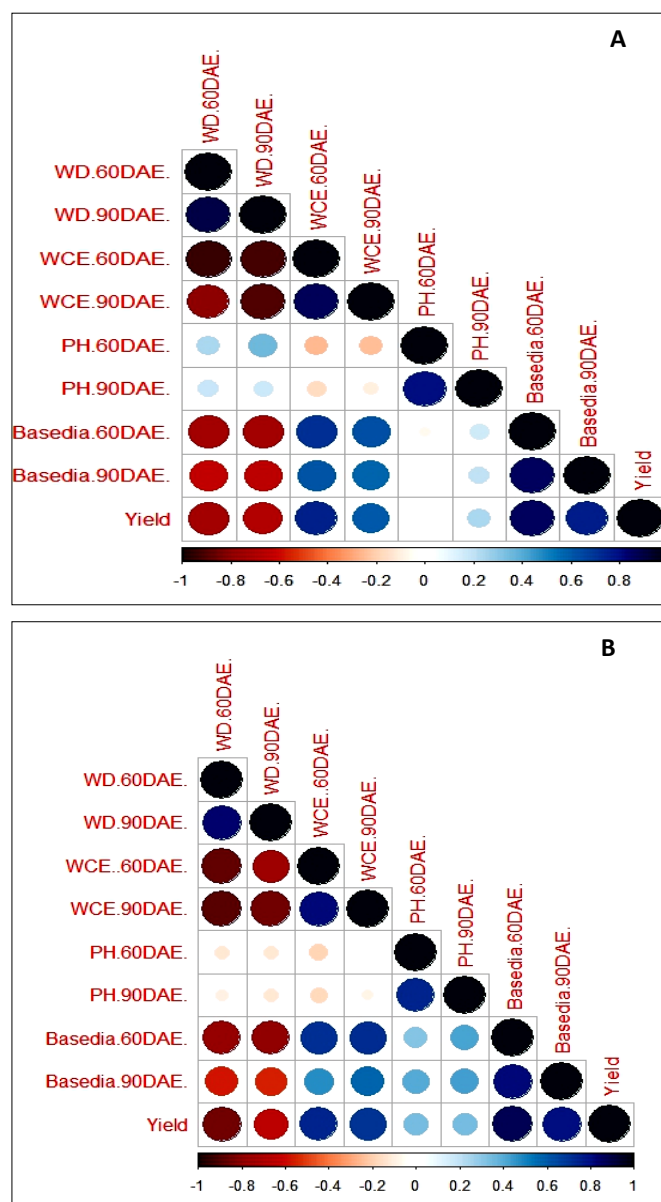 A
WD.60DAE.
WD.90DAE.
WCE.60DAE.
WCE.90DAE.
PH.60DAE.
PH.90DAE.
Basedia.60DAE.
Basedia.90DAE.
Yield
WD.60DAE.
WD.90DAE.
WCE.60DAE.
WCE.90DAE.
PH.60DAE.
PH.90DAE.
Basedia.60DAE.
Basedia.90DAE.
Yield
-1 -0.8 -0.6 -0.4 -0.2 0 0.2 0.4 0.6 0.8
B
WD.60DAE.
WD.90DAE.
WCE..60DAE.
WCE.90DAE.
PH.60DAE.
PH.90DAE.
Basedia.60DAE.
Basedia.90DAE.
Yield
WD.60DAE.
WD.90DAE.
WCE..60DAE.
WCE.90DAE.
PH.60DAE.
PH.90DAE.
Basedia.60DAE.
Basedia.90DAE.
Yield
-1 -0.8 -0.6 -0.4 -0.2 0 0.2 0.4 0.6 0.8 1